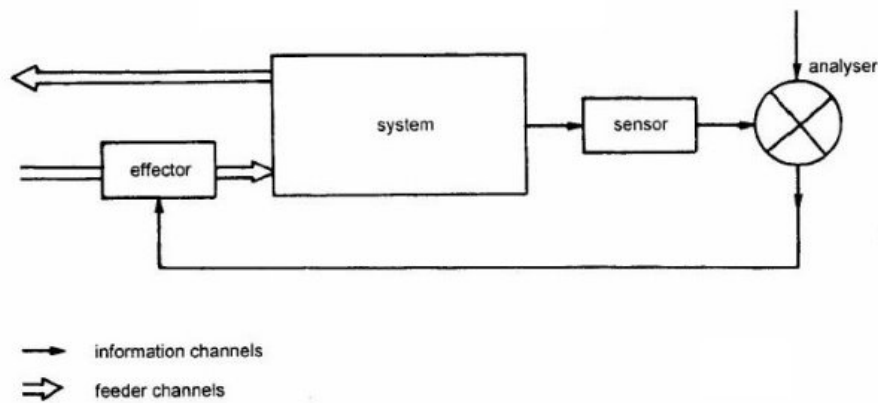 analyser
system
sensor
effector
information channels
feeder channels